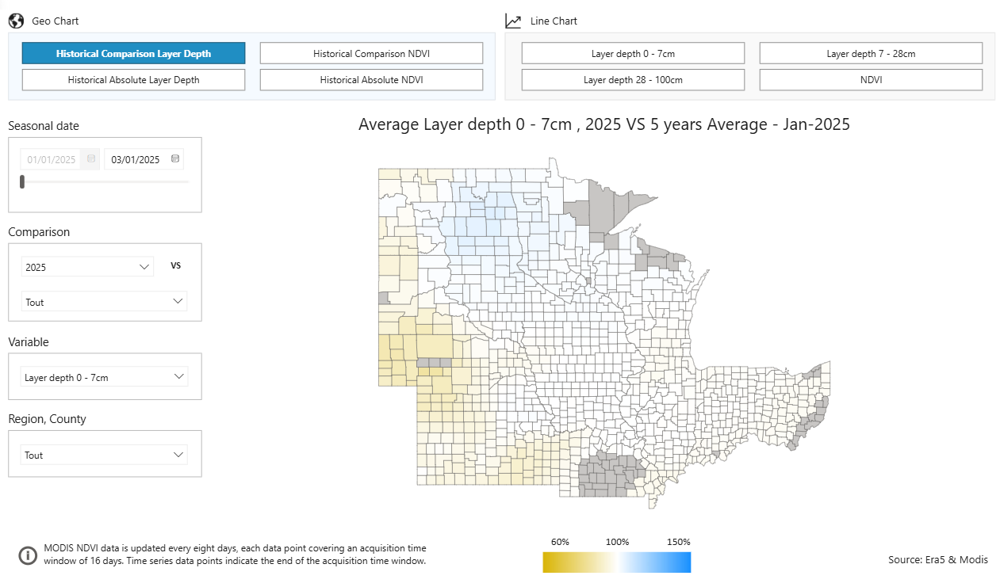 Geo Chart
Line Chart
Historical Comparison Layer Depth
Historical Comparison NDVI
Layer depth 0 - 7cm
Layer depth 7 - 28cm
Historical Absolute Layer Depth
Historical Absolute NDVI
Layer depth 28 - 100cm
NDVI
Seasonal date
Average Layer depth 0 - 7cm , 2025 VS 5 years Average - Jan-2025
01/01/2025
03/01/2025
Comparison
2025
VS
Tout
Variable
Layer depth 0 - 7cm
Region, County
Tout
MODIS NDVI data is updated every eight days, each data point covering an acquisition time
window of 16 days. Time series data points indicate the end of the acquisition time window.
60%
100%
150%
Source: Era5 & Modis